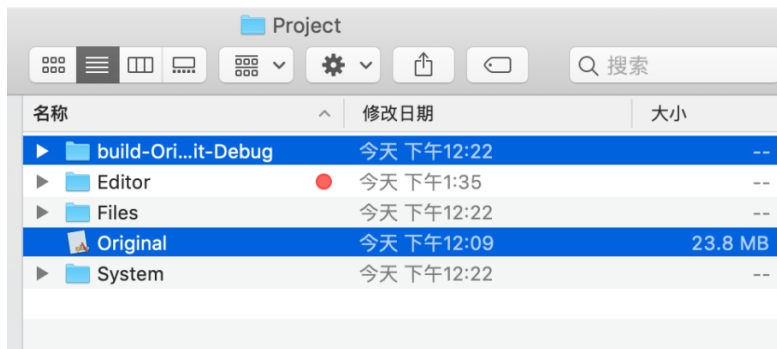 Project
搜索
名称 修改日期 大小
build-Ori...it-Debug 今天 下午12:22 --
Editor 今天 下午1:35 --
Files 今天 下午12:22 --
Original 今天 下午12:09 23.8 MB
System 今天 下午12:22 --